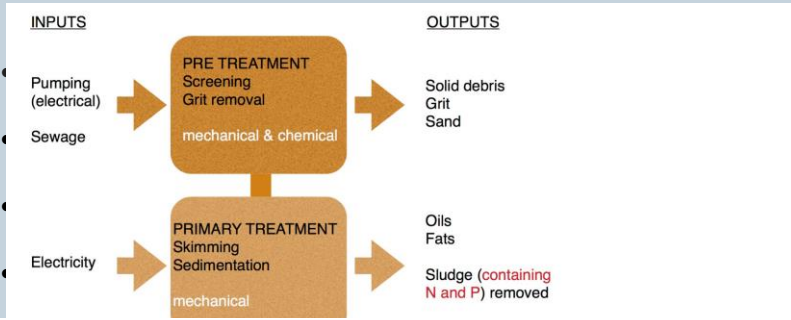 INPUTS
OUTPUTS
PRE TREATMENT
Screening
Grit removal
mechanical & chemical
Pumping
(electrical)
Sewage
Solid debris
Grit
Sand
PRIMARY TREATMENT
Skimming
Sedimentation
mechanical
Electricity
Oils
Fats
Sludge (containing
N and P) removed